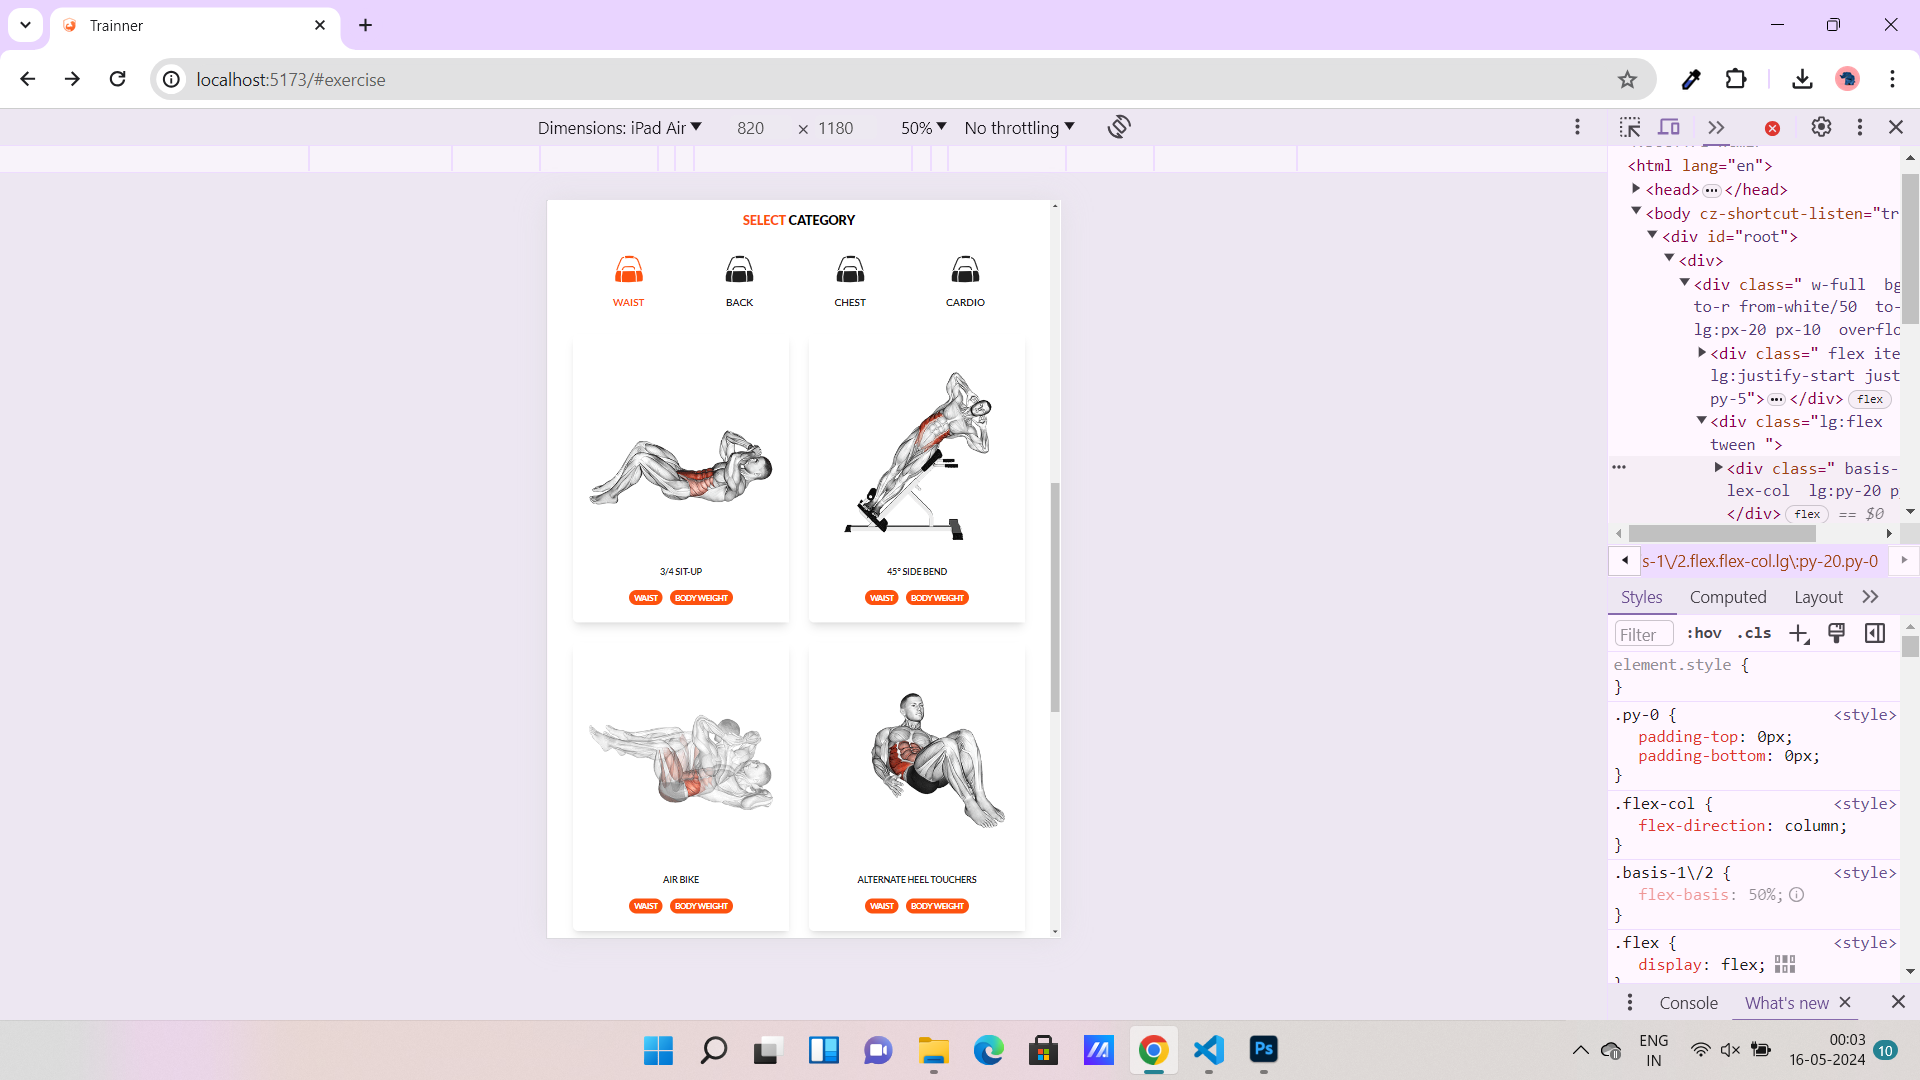 Trainner
localhost:5173/#exercise
Dimensions: iPad Air 820 × 1180 50% No throttling
SELECT CATEGORY
WAIST BACK CHEST CARDIO
3/4 SIT-UP
WAIST BODY WEIGHT
45° SIDE BEND
WAIST BODY WEIGHT
AIR BIKE
WAIST BODY WEIGHT
ALTERNATE HEEL TOUCHERS
WAIST BODY WEIGHT
<html lang="en">
<head> ••• </head>
<body cz-shortcut-listen="tr
<div id="root">
<div>
<div class=" w-full bg
to-r from-white/50 to-
lg:px-20 px-10 overflo
<div class=" flex ite
lg:justify-start just
py-5"> ••• </div> flex
<div class="lg:flex
tween ">
<div class=" basis-
lex-col lg:py-20 p
</div> flex == $0
s-1\/2.flex.flex-col.lg\:py-20.py-0
Styles Computed Layout
Filter :hov .cls
element.style {
}
.py-0 { <style>
padding-top: 0px;
padding-bottom: 0px;
}
.flex-col { <style>
flex-direction: column;
}
.basis-1\/2 { <style>
flex-basis: 50%;
}
.flex { <style>
display: flex;
Console What's new
Ps
ENG
IN
00:03
16-05-2024
10